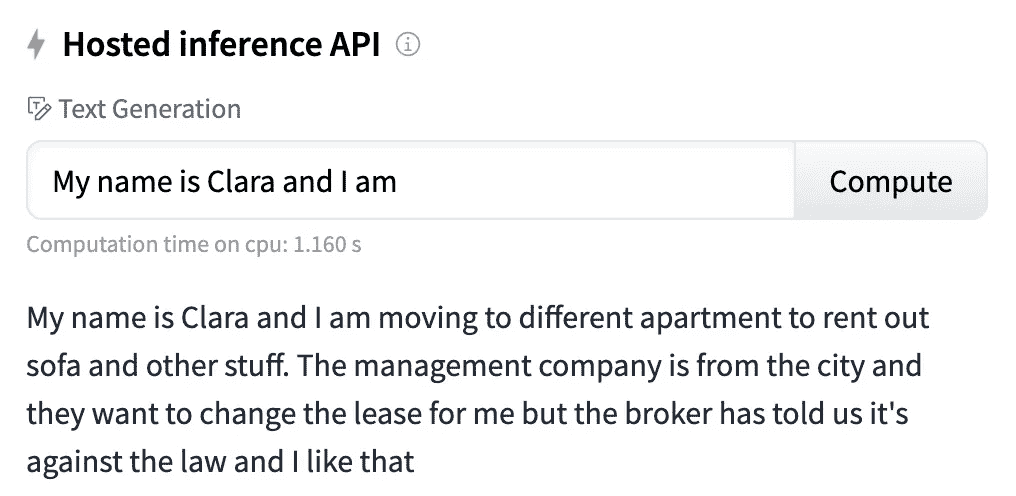 Hosted inference API
Text Generation
My name is Clara and I am
Compute
Computation time on cpu: 1.160 s
My name is Clara and I am moving to different apartment to rent out
sofa and other stuff. The management company is from the city and
they want to change the lease for me but the broker has told us it's
against the law and I like that